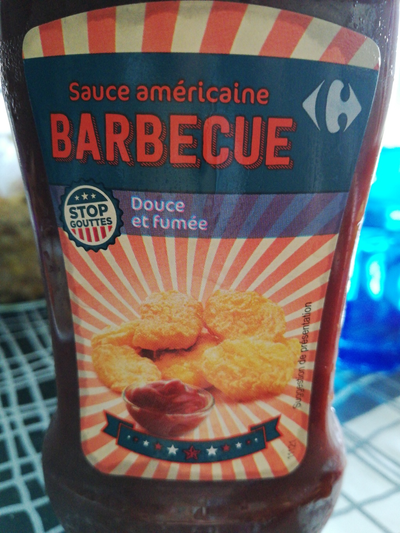 Sauce américaine
BARBECUE
STOP
GOUTTES
Douce
et fumée
*Suggestion de présentation